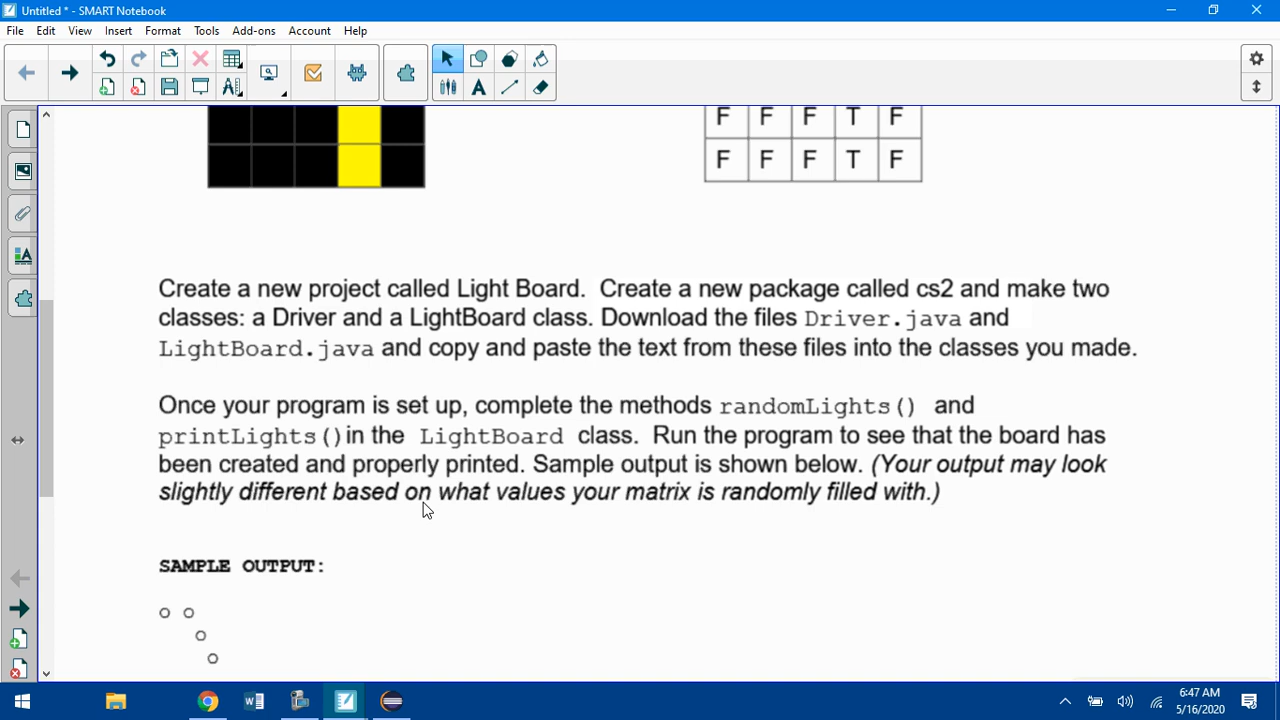 Untitled * - SMART Notebook
File Edit View Insert Format Tools Add-ons Account Help
F F F T F
F F F T F
Create a new project called Light Board. Create a new package called cs2 and make two
classes: a Driver and a LightBoard class. Download the files Driver.java and
LightBoard.java and copy and paste the text from these files into the classes you made.
Once your program is set up, complete the methods randomLights() and
printLights()in the LightBoard class. Run the program to see that the board has
been created and properly printed. Sample output is shown below. (Your output may look
slightly different based on what values your matrix is randomly filled with.)
SAMPLE OUTPUT:
o o
o
o
6:47 AM
5/16/2020